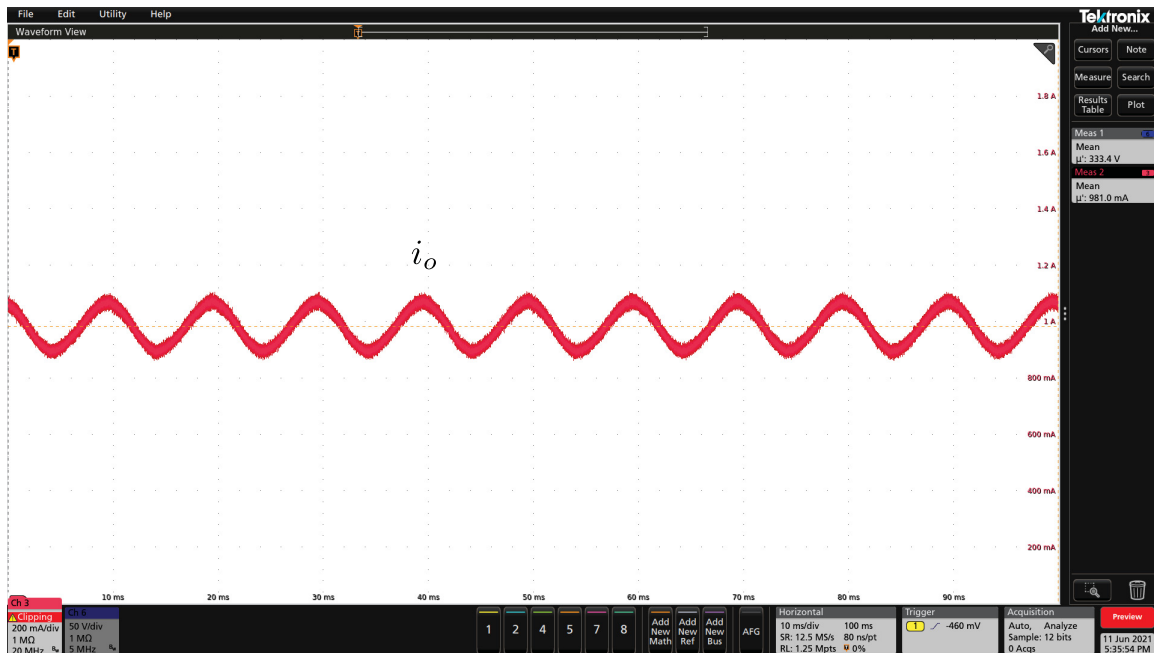 File Edit Utility Help
Tektronix
Waveform View
Add New...
Cursors Note
Measure Search
Results Table Plot
Meas 1
Mean
µ': 333.4 V
Meas 2 3
Mean
µ': 981.0 mA
T
T
1.8 A
1.6 A
1.4 A
1.2 A
1 A
800 mA
600 mA
400 mA
200 mA
i_o
10 ms 20 ms 30 ms 40 ms 50 ms 60 ms 70 ms 80 ms 90 ms
Ch 3
Clipping
200 mA/div
1 MΩ
20 MHz
Ch 6
50 V/div
1 MΩ
5 MHz
1 2 4 5 7 8
Add New Math
Add New Ref
Add New Bus
AFG
Horizontal
10 ms/div 100 ms
SR: 12.5 MS/s 80 ns/pt
RL: 1.25 Mpts 0%
Trigger
1 -460 mV
Acquisition
Auto, Analyze
Sample: 12 bits
0 Acqs
Preview
11 Jun 2021
5:35:54 PM